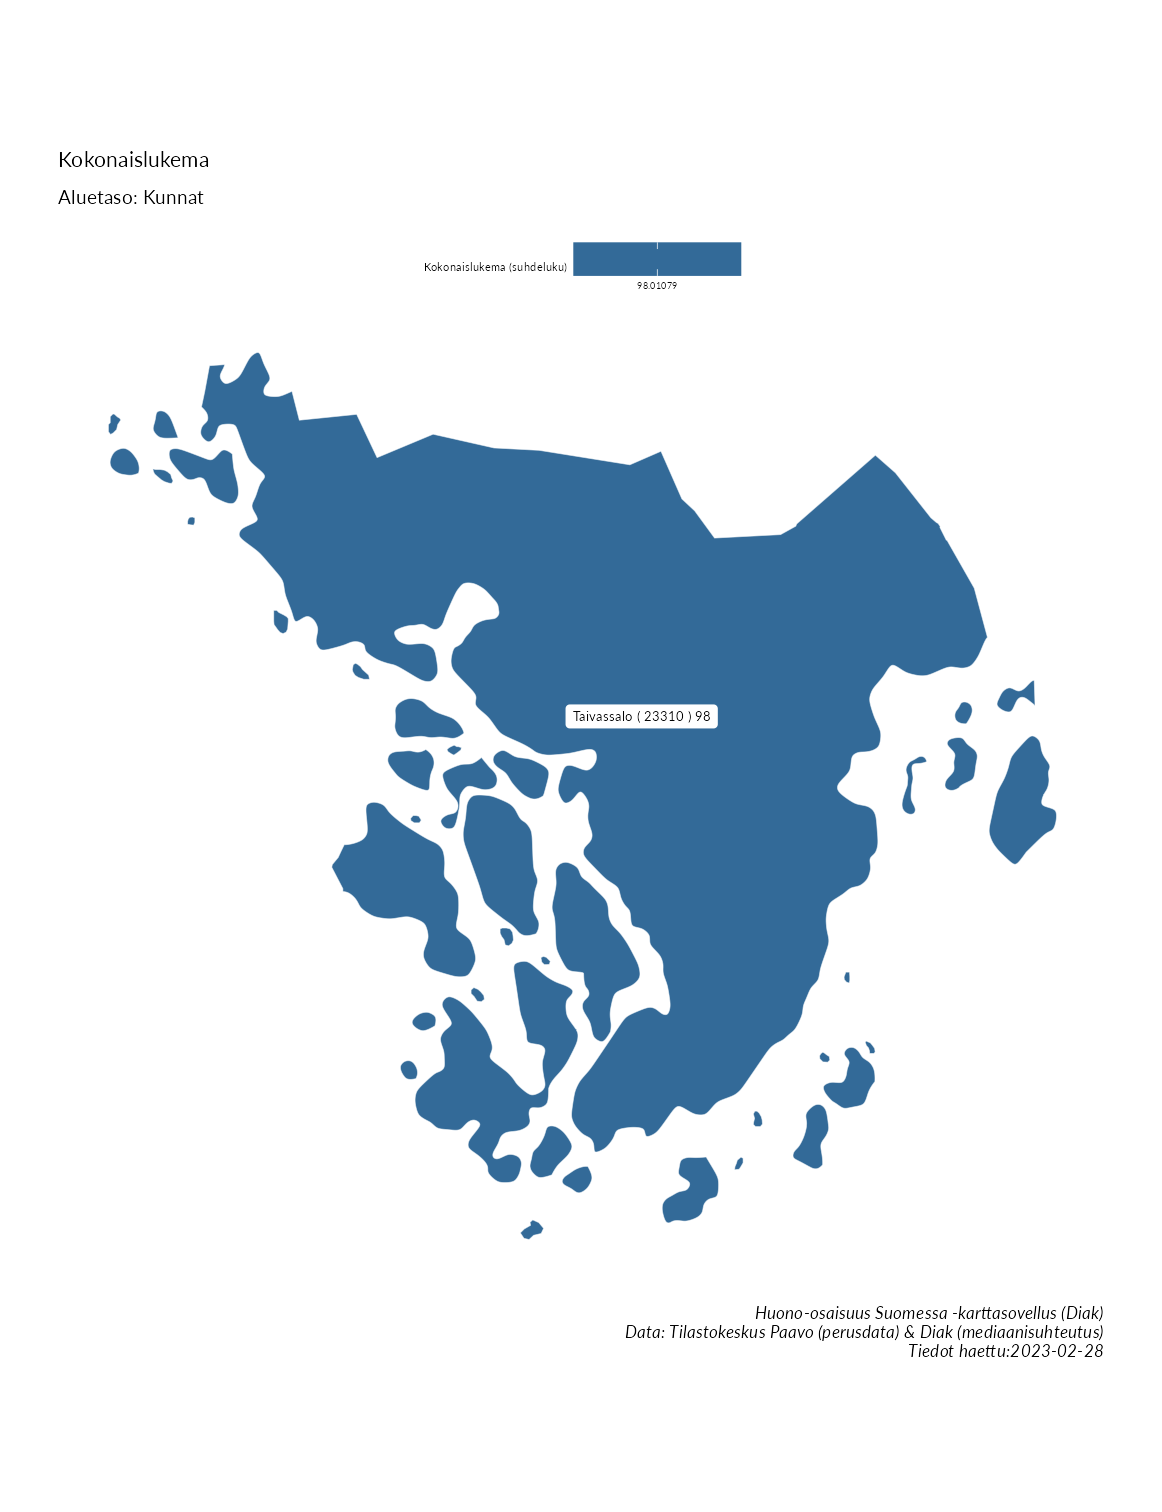 Kokonaislukema
Aluetaso: Kunnat
Kokonaislukema (suhdeluku)
98.01079
Taivassalo ( 23310 ) 98
Huono-osaisuus Suomessa -karttasovellus (Diak)
Data: Tilastokeskus Paavo (perusdata) & Diak (mediaanisuhteutus)
Tiedot haettu:2023-02-28